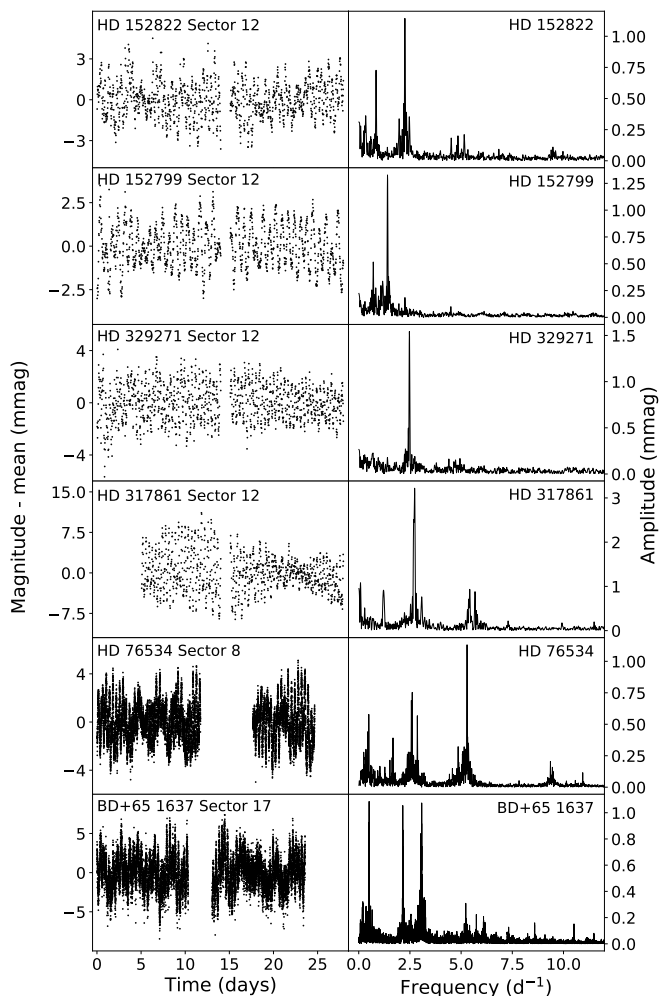 HD 152822 Sector 12
HD 152822
3
0
−3
1.00
0.75
0.50
0.25
0.00
HD 152799 Sector 12
HD 152799
2.5
0.0
−2.5
1.25
1.00
0.75
0.50
0.25
0.00
HD 329271 Sector 12
HD 329271
4
0
−4
1.5
1.0
0.5
0.0
HD 317861 Sector 12
HD 317861
15.0
7.5
0.0
−7.5
3
2
1
0
HD 76534 Sector 8
HD 76534
4
0
−4
1.00
0.75
0.50
0.25
0.00
BD+65 1637 Sector 17
BD+65 1637
5
0
−5
1.0
0.8
0.6
0.4
0.2
0.0
0 5 10 15 20 25
0.0 2.5 5.0 7.5 10.0
Time (days)
Frequency (d⁻¹)
Magnitude - mean (mmag)
Amplitude (mmag)